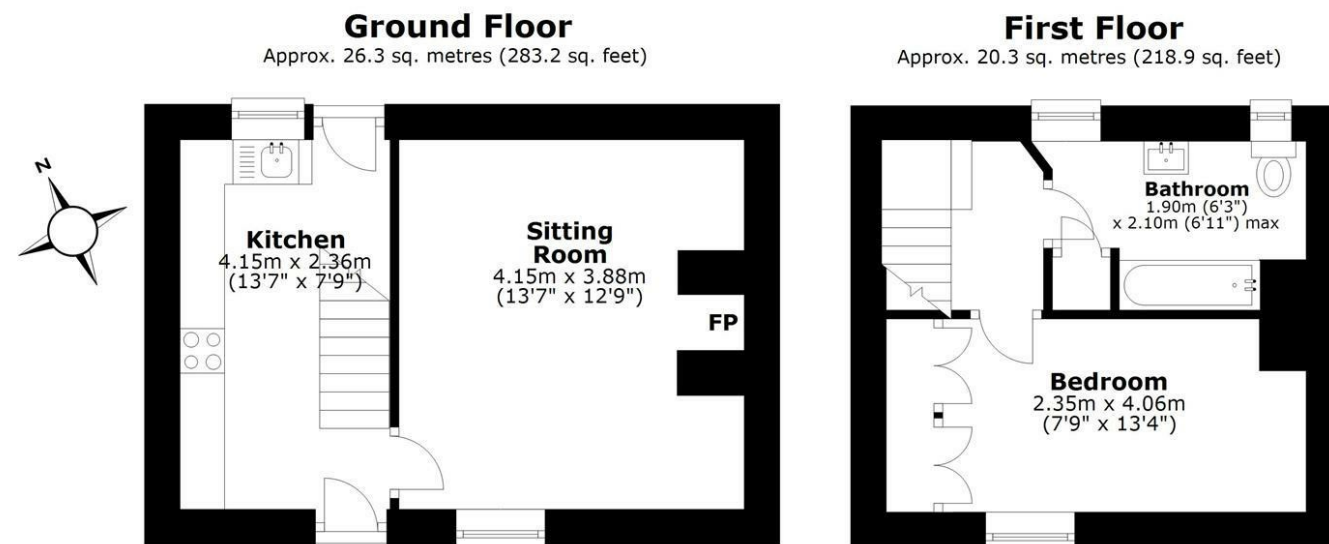 Ground Floor
Approx. 26.3 sq. metres (283.2 sq. feet)
First Floor
Approx. 20.3 sq. metres (218.9 sq. feet)
N
Kitchen
4.15m x 2.36m
(13'7" x 7'9")
Sitting
Room
4.15m x 3.88m
(13'7" x 12'9")
FP
Bathroom
1.90m (6'3")
x 2.10m (6'11") max
Bedroom
2.35m x 4.06m
(7'9" x 13'4")